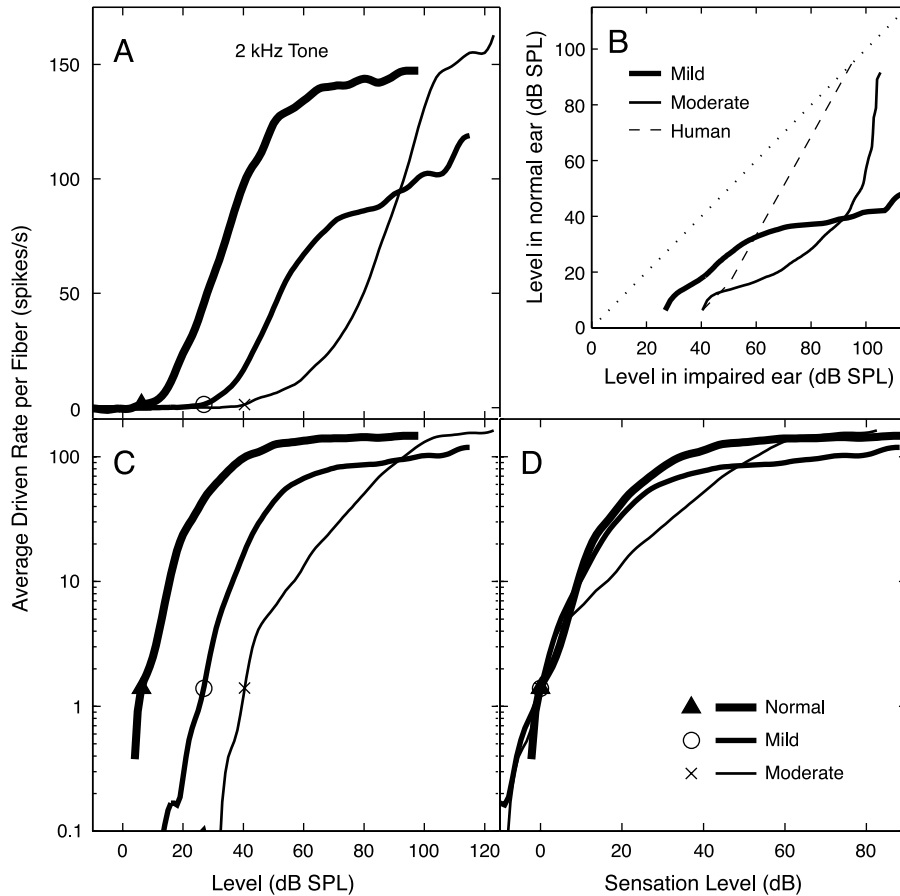 A
2 kHz Tone
150
100
50
0
Average Driven Rate per Fiber (spikes/s)
B
Mild
Moderate
Human
100
80
60
40
20
0
Level in normal ear (dB SPL)
0 20 40 60 80 100
Level in impaired ear (dB SPL)
C
100
10
1
0.1
0 20 40 60 80 100 120
Level (dB SPL)
D
Normal
Mild
Moderate
0 20 40 60 80
Sensation Level (dB)